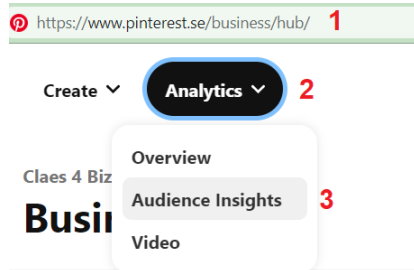 https://www.pinterest.se/business/hub/ 1
Create Analytics 2
Overview
Claes 4 Biz
Audience Insights 3
Busi
Video